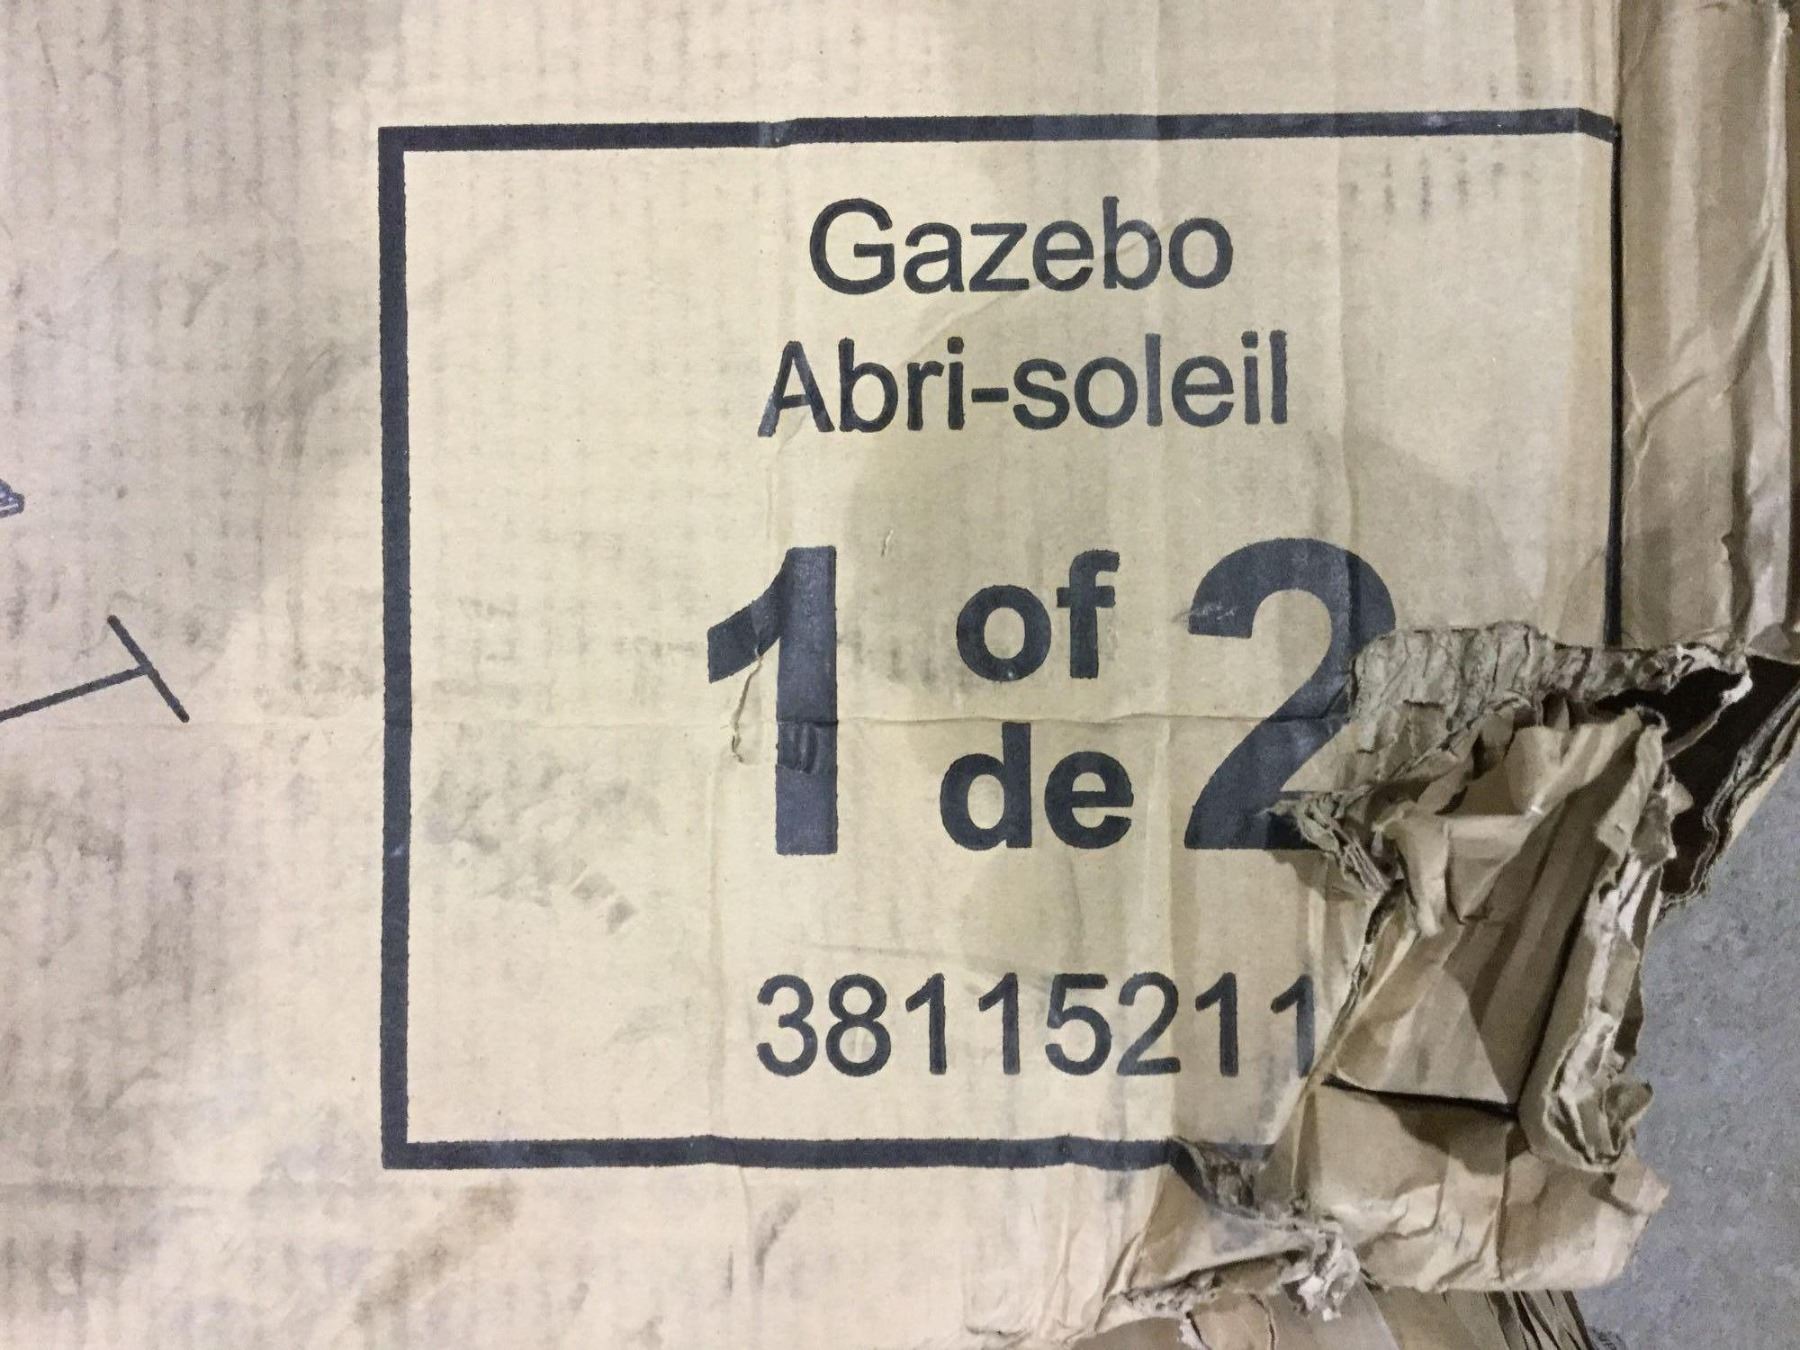 Gazebo
Abri-soleil
1 of
de 2
38115211